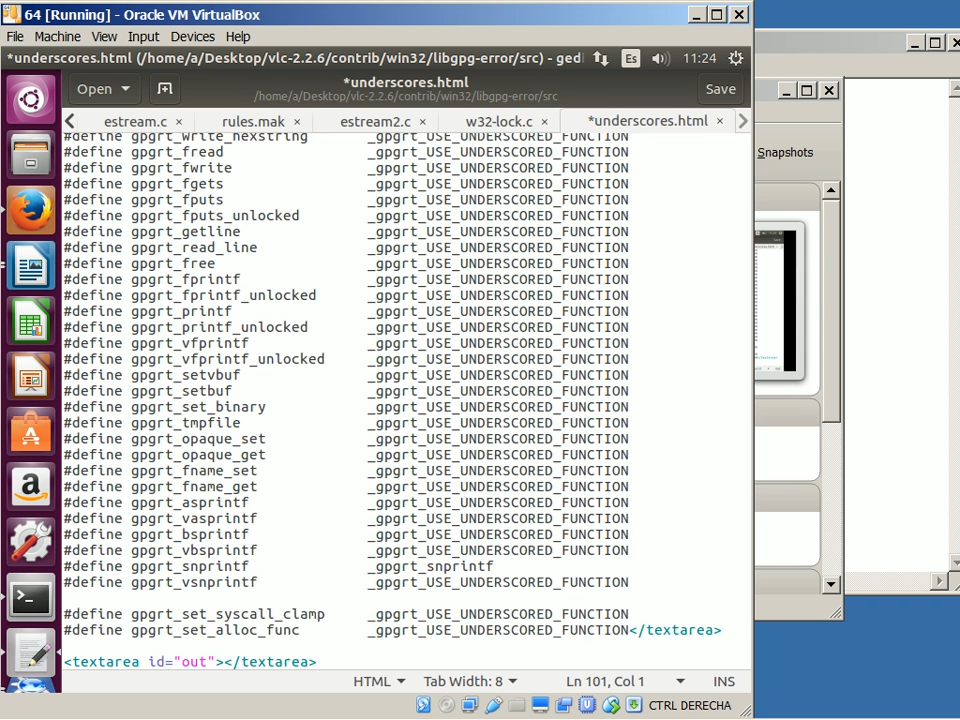 64 [Running] - Oracle VM VirtualBox
File Machine View Input Devices Help
*underscores.html (/home/a/Desktop/vlc-2.2.6/contrib/win32/libgpg-error/src) - gedi
Es 11:24
Open *underscores.html Save
/home/a/Desktop/vlc-2.2.6/contrib/win32/libgpg-error/src
estream.c × rules.mak × estream2.c × w32-lock.c × *underscores.html ×
#define gpgrt_write_hexstring _gpgrt_USE_UNDERSCORED_FUNCTION
#define gpgrt_fread _gpgrt_USE_UNDERSCORED_FUNCTION
#define gpgrt_fwrite _gpgrt_USE_UNDERSCORED_FUNCTION
#define gpgrt_fgets _gpgrt_USE_UNDERSCORED_FUNCTION
#define gpgrt_fputs _gpgrt_USE_UNDERSCORED_FUNCTION
#define gpgrt_fputs_unlocked _gpgrt_USE_UNDERSCORED_FUNCTION
#define gpgrt_getline _gpgrt_USE_UNDERSCORED_FUNCTION
#define gpgrt_read_line _gpgrt_USE_UNDERSCORED_FUNCTION
#define gpgrt_free _gpgrt_USE_UNDERSCORED_FUNCTION
#define gpgrt_fprintf _gpgrt_USE_UNDERSCORED_FUNCTION
#define gpgrt_fprintf_unlocked _gpgrt_USE_UNDERSCORED_FUNCTION
#define gpgrt_printf _gpgrt_USE_UNDERSCORED_FUNCTION
#define gpgrt_printf_unlocked _gpgrt_USE_UNDERSCORED_FUNCTION
#define gpgrt_vfprintf _gpgrt_USE_UNDERSCORED_FUNCTION
#define gpgrt_vfprintf_unlocked _gpgrt_USE_UNDERSCORED_FUNCTION
#define gpgrt_setvbuf _gpgrt_USE_UNDERSCORED_FUNCTION
#define gpgrt_setbuf _gpgrt_USE_UNDERSCORED_FUNCTION
#define gpgrt_set_binary _gpgrt_USE_UNDERSCORED_FUNCTION
#define gpgrt_tmpfile _gpgrt_USE_UNDERSCORED_FUNCTION
#define gpgrt_opaque_set _gpgrt_USE_UNDERSCORED_FUNCTION
#define gpgrt_opaque_get _gpgrt_USE_UNDERSCORED_FUNCTION
#define gpgrt_fname_set _gpgrt_USE_UNDERSCORED_FUNCTION
#define gpgrt_fname_get _gpgrt_USE_UNDERSCORED_FUNCTION
#define gpgrt_asprintf _gpgrt_USE_UNDERSCORED_FUNCTION
#define gpgrt_vasprintf _gpgrt_USE_UNDERSCORED_FUNCTION
#define gpgrt_bsprintf _gpgrt_USE_UNDERSCORED_FUNCTION
#define gpgrt_vbsprintf _gpgrt_USE_UNDERSCORED_FUNCTION
#define gpgrt_snprintf _gpgrt_snprintf
#define gpgrt_vsnprintf _gpgrt_USE_UNDERSCORED_FUNCTION
#define gpgrt_set_syscall_clamp _gpgrt_USE_UNDERSCORED_FUNCTION
#define gpgrt_set_alloc_func _gpgrt_USE_UNDERSCORED_FUNCTION</textarea>
<textarea id="out"></textarea>
HTML Tab Width: 8 Ln 101, Col 1 INS
CTRL DERECHA
Snapshots